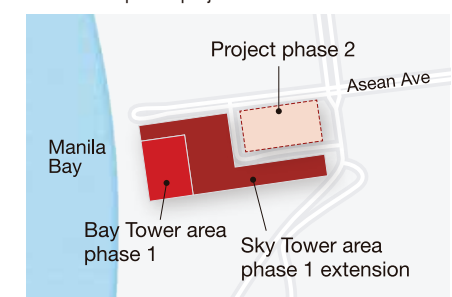 Project phase 2
Asean Ave
Manila
Bay
Bay Tower area
phase 1
Sky Tower area
phase 1 extension